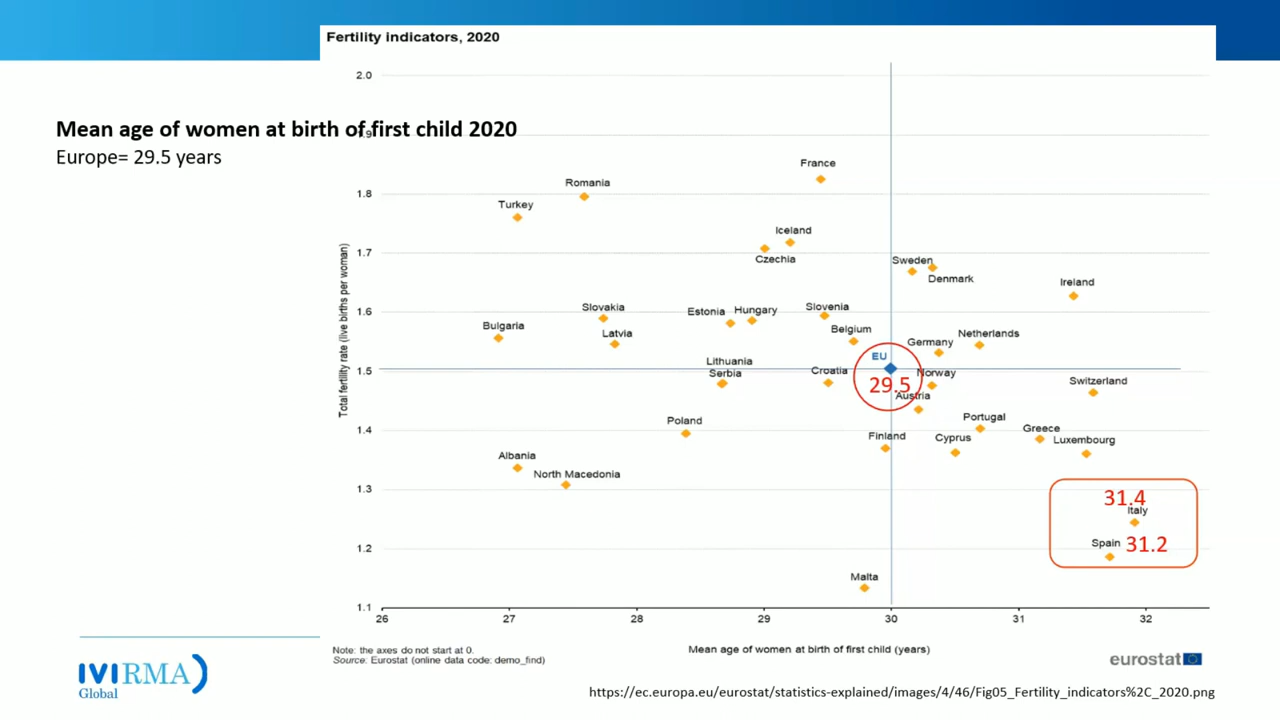 Fertility indicators, 2020
Mean age of women at birth of first child 2020
Europe= 29.5 years
Total fertility rate (live births per woman)
2.0
.9
1.8
1.7
1.6
1.5
1.4
1.3
1.2
1.1
26
27
28
29
30
31
32
France
Romania
Turkey
Iceland
Czechia
Sweden
Denmark
Ireland
Slovakia
Estonia
Hungary
Slovenia
Bulgaria
Latvia
Belgium
Netherlands
Germany
EU
29.5
Lithuania
Serbia
Croatia
Norway
Switzerland
Austria
Poland
Portugal
Greece
Finland
Cyprus
Luxembourg
Albania
North Macedonia
31.4
Italy
Spain 31.2
Malta
Note: the axes do not start at 0.
Source: Eurostat (online data code: demo_find)
Mean age of women at birth of first child (years)
eurostat
IVIRMA
Global
https://ec.europa.eu/eurostat/statistics-explained/images/4/46/Fig05_Fertility_indicators%2C_2020.png